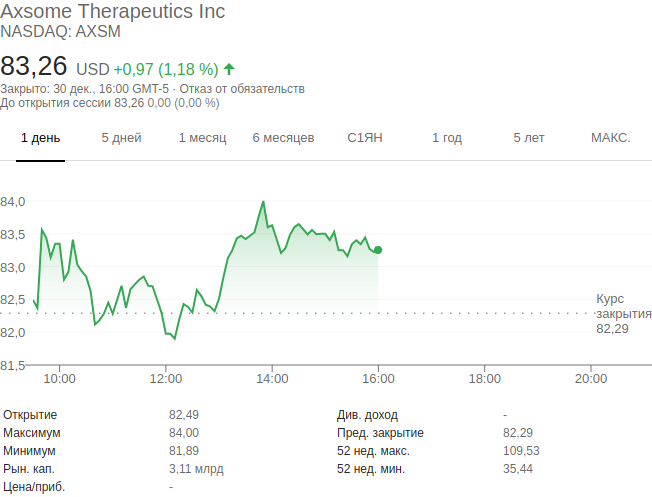 Axsome Therapeutics Inc
NASDAQ: AXSM
83,26 USD +0,97 (1,18 %)
Закрыто: 30 дек., 16:00 GMT-5 · Отказ от обязательств
До открытия сессии 83,26 0,00 (0,00 %)
1 день 5 дней 1 месяц 6 месяцев С1ЯН 1 год 5 лет МАКС.
84,0
83,5
83,0
82,5
Курс
закрытия
82,29
82,0
81,5
10:00 12:00 14:00 16:00 18:00 20:00
Открытие 82,49 Див. доход -
Максимум 84,00 Пред. закрытие 82,29
Минимум 81,89 52 нед. макс. 109,53
Рын. кап. 3,11 млрд 52 нед. мин. 35,44
Цена/приб. -